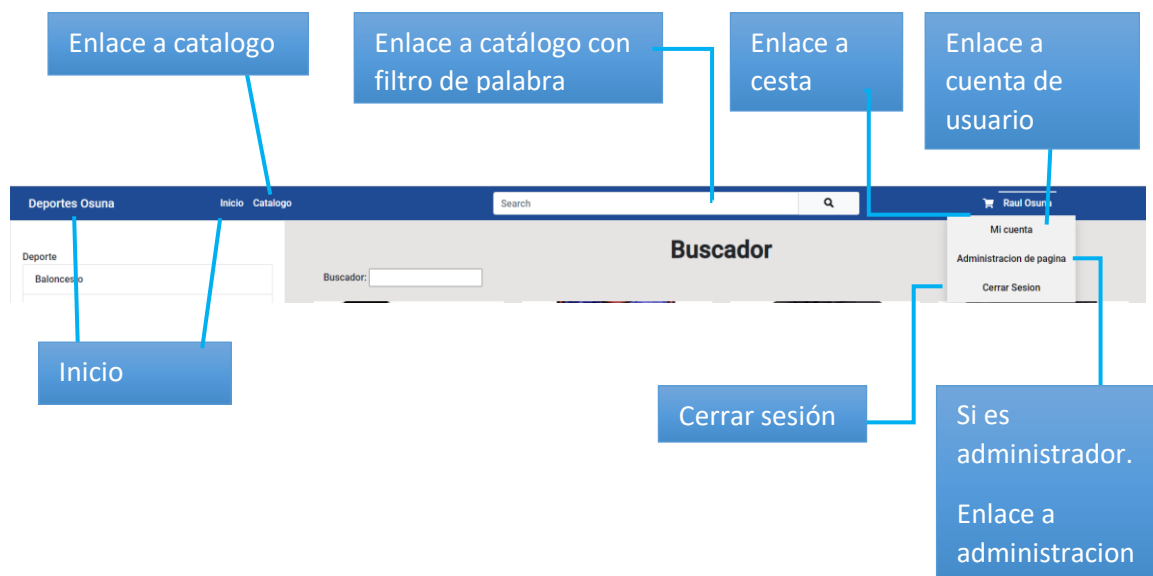 Enlace a catalogo
Enlace a catálogo con
filtro de palabra
Enlace a
cesta
Enlace a
cuenta de
usuario
Deportes Osuna
Inicio
Catalogo
Search
Raul Osuna
Mi cuenta
Administracion de pagina
Cerrar Sesion
Buscador
Deporte
Baloncesto
Buscador:
Inicio
Cerrar sesión
Si es
administrador.
Enlace a
administracion